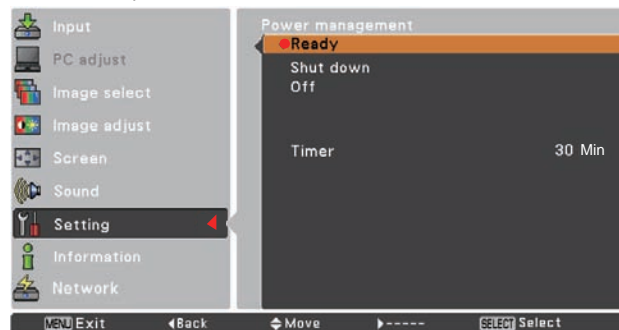 Input
PC adjust
Image select
Image adjust
Screen
Sound
Setting
Information
Network
Power management
Ready
Shut down
Off
Timer 30 Min
MENU Exit Back Move ----- SELECT Select